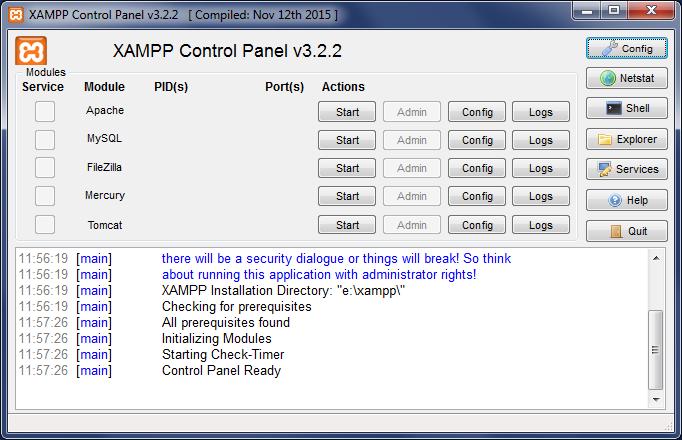 XAMPP Control Panel v3.2.2 [ Compiled: Nov 12th 2015 ]
XAMPP Control Panel v3.2.2
Config
Modules
Service Module PID(s) Port(s) Actions
Netstat
Apache Start Admin Config Logs
Shell
MySQL Start Admin Config Logs
Explorer
FileZilla Start Admin Config Logs
Services
Mercury Start Admin Config Logs
Help
Tomcat Start Admin Config Logs
Quit
11:56:19 [main] there will be a security dialogue or things will break! So think
11:56:19 [main] about running this application with administrator rights!
11:56:19 [main] XAMPP Installation Directory: "e:\xampp\"
11:56:19 [main] Checking for prerequisites
11:57:26 [main] All prerequisites found
11:57:26 [main] Initializing Modules
11:57:26 [main] Starting Check-Timer
11:57:26 [main] Control Panel Ready